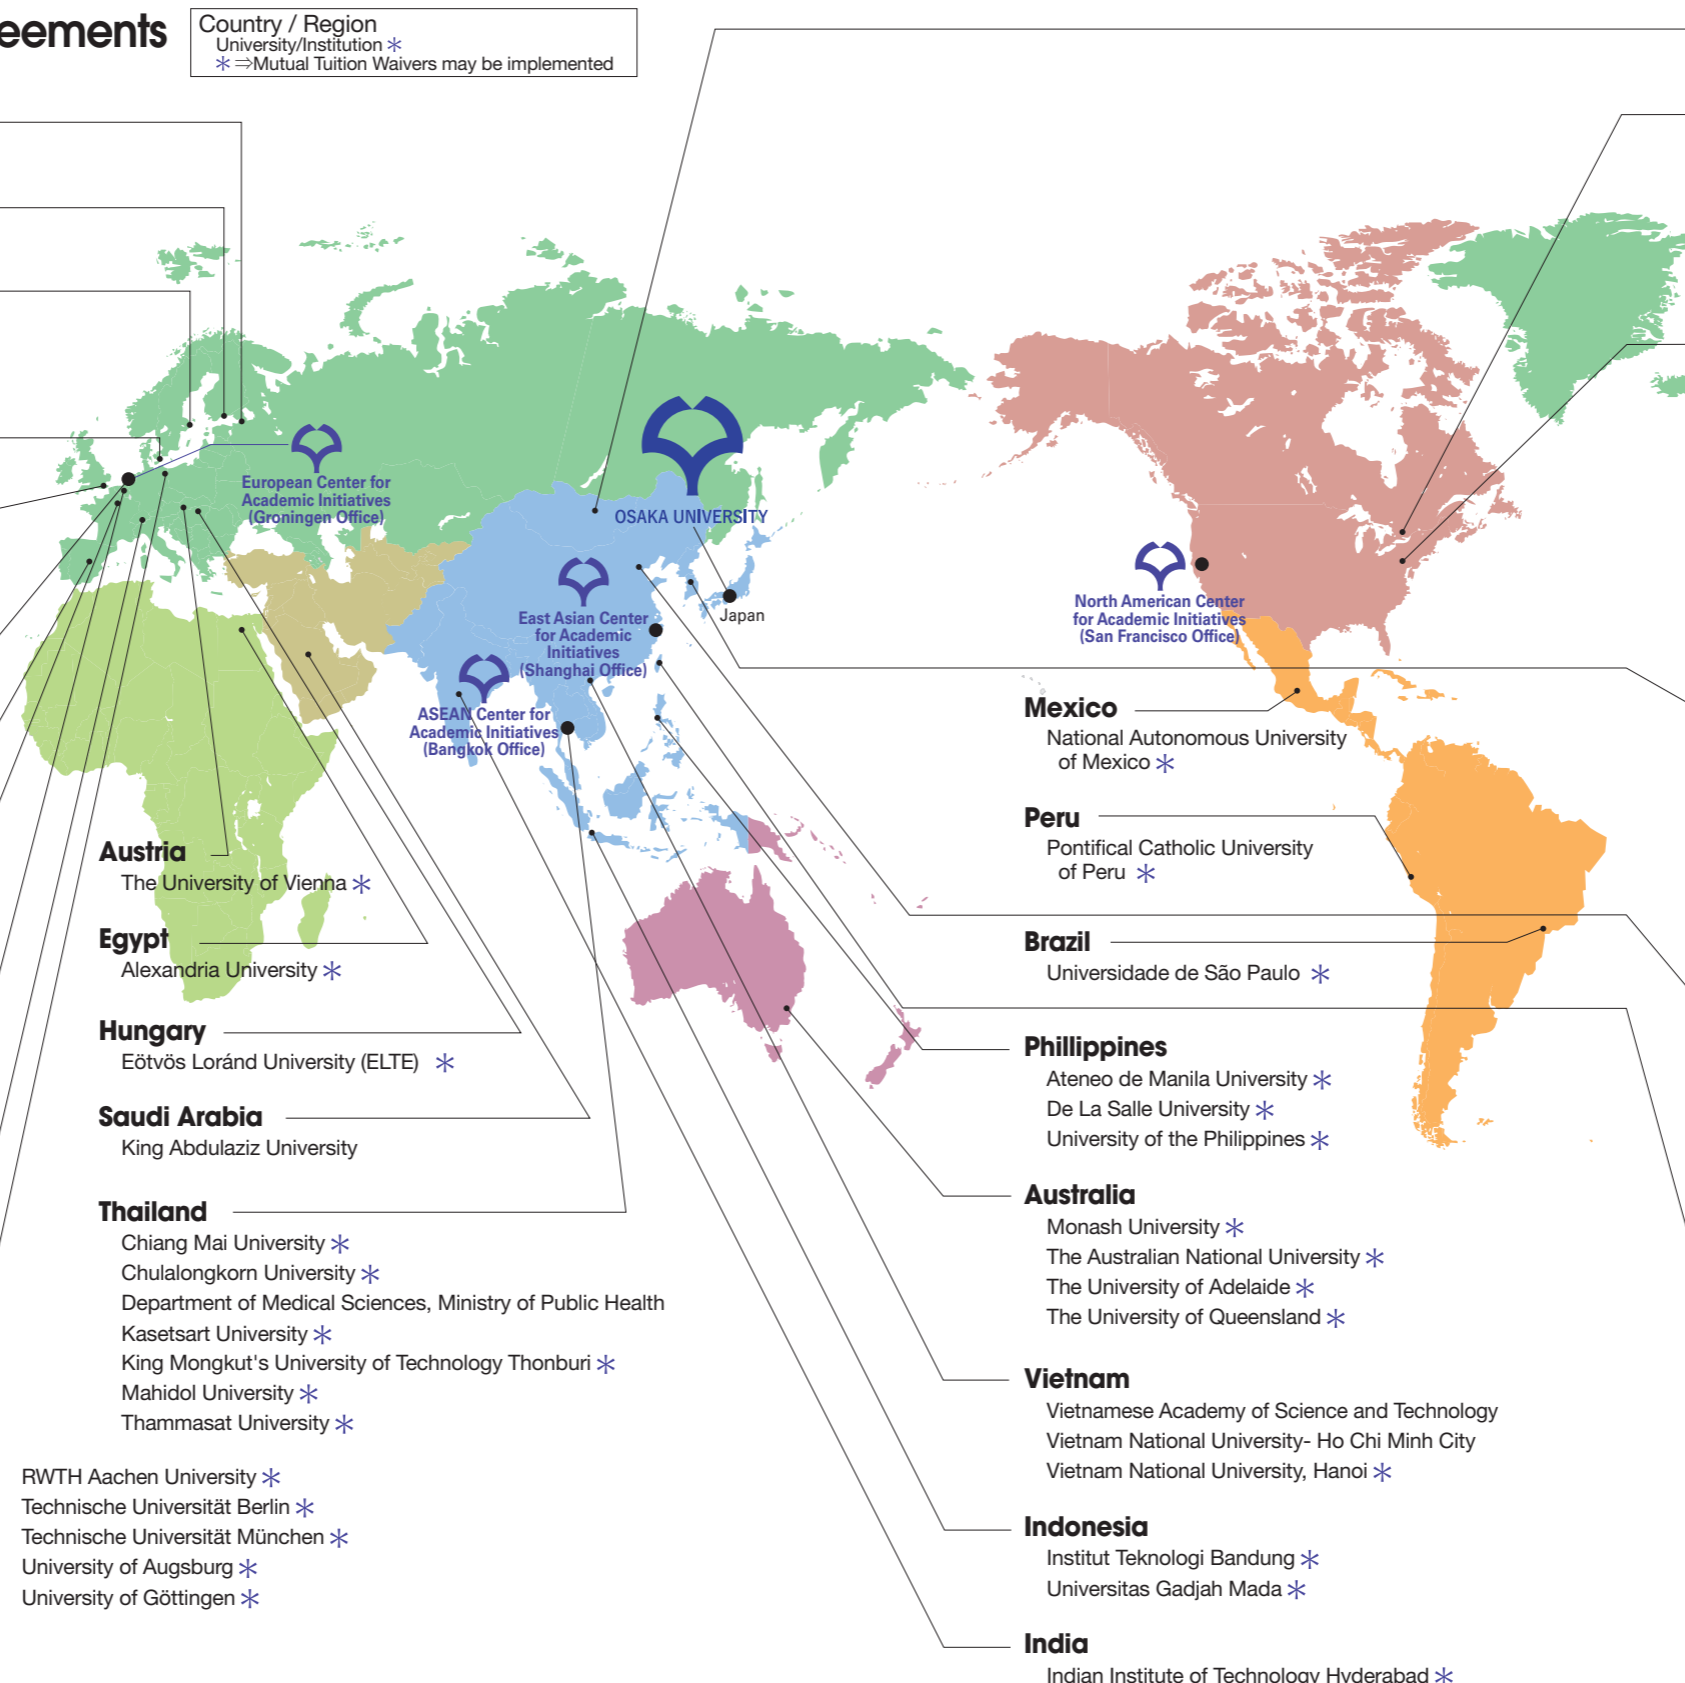 eements
Country / Region
University/Institution *
* ⇒Mutual Tuition Waivers may be implemented
European Center for
Academic Initiatives
(Groningen Office)
OSAKA UNIVERSITY
Japan
East Asian Center
for Academic
Initiatives
(Shanghai Office)
ASEAN Center for
Academic Initiatives
(Bangkok Office)
North American Center
for Academic Initiatives
(San Francisco Office)
Austria
The University of Vienna *
Egypt
Alexandria University *
Hungary
Eötvös Loránd University (ELTE) *
Saudi Arabia
King Abdulaziz University
Thailand
Chiang Mai University *
Chulalongkorn University *
Department of Medical Sciences, Ministry of Public Health
Kasetsart University *
King Mongkut's University of Technology Thonburi *
Mahidol University *
Thammasat University *
RWTH Aachen University *
Technische Universität Berlin *
Technische Universität München *
University of Augsburg *
University of Göttingen *
Mexico
National Autonomous University
of Mexico *
Peru
Pontifical Catholic University
of Peru *
Brazil
Universidade de São Paulo *
Phillippines
Ateneo de Manila University *
De La Salle University *
University of the Philippines *
Australia
Monash University *
The Australian National University *
The University of Adelaide *
The University of Queensland *
Vietnam
Vietnamese Academy of Science and Technology
Vietnam National University- Ho Chi Minh City
Vietnam National University, Hanoi *
Indonesia
Institut Teknologi Bandung *
Universitas Gadjah Mada *
India
Indian Institute of Technology Hyderabad *